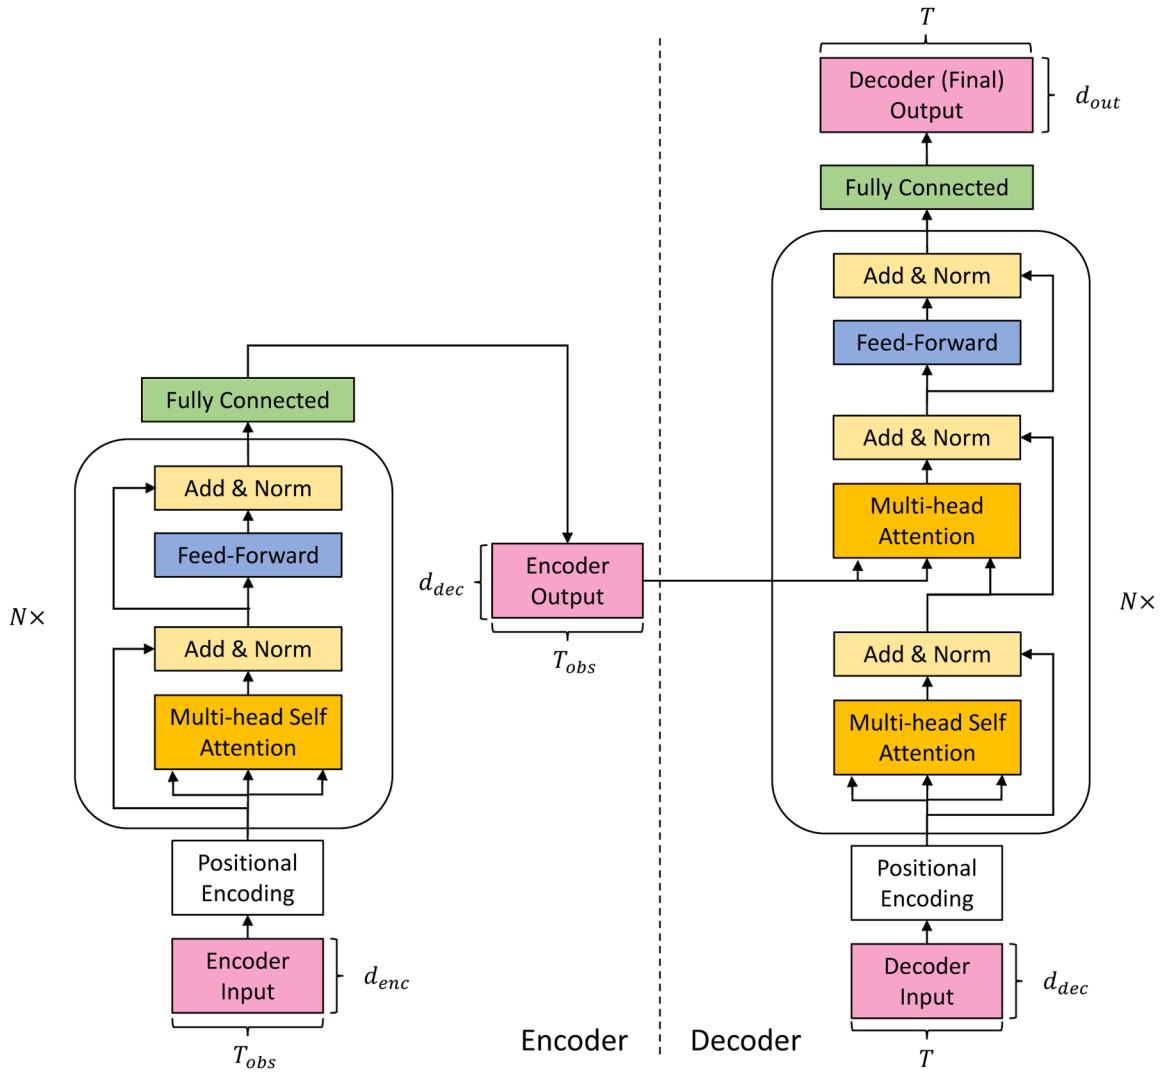 Fully Connected
Add & Norm
Feed-Forward
N×
Add & Norm
Multi-head Self
Attention
Positional
Encoding
Encoder
Input
d_enc
T_obs
d_dec
Encoder
Output
T_obs
Encoder
T
Decoder (Final)
Output
d_out
Fully Connected
Add & Norm
Feed-Forward
Add & Norm
Multi-head
Attention
N×
Add & Norm
Multi-head Self
Attention
Positional
Encoding
Decoder
Input
d_dec
T
Decoder